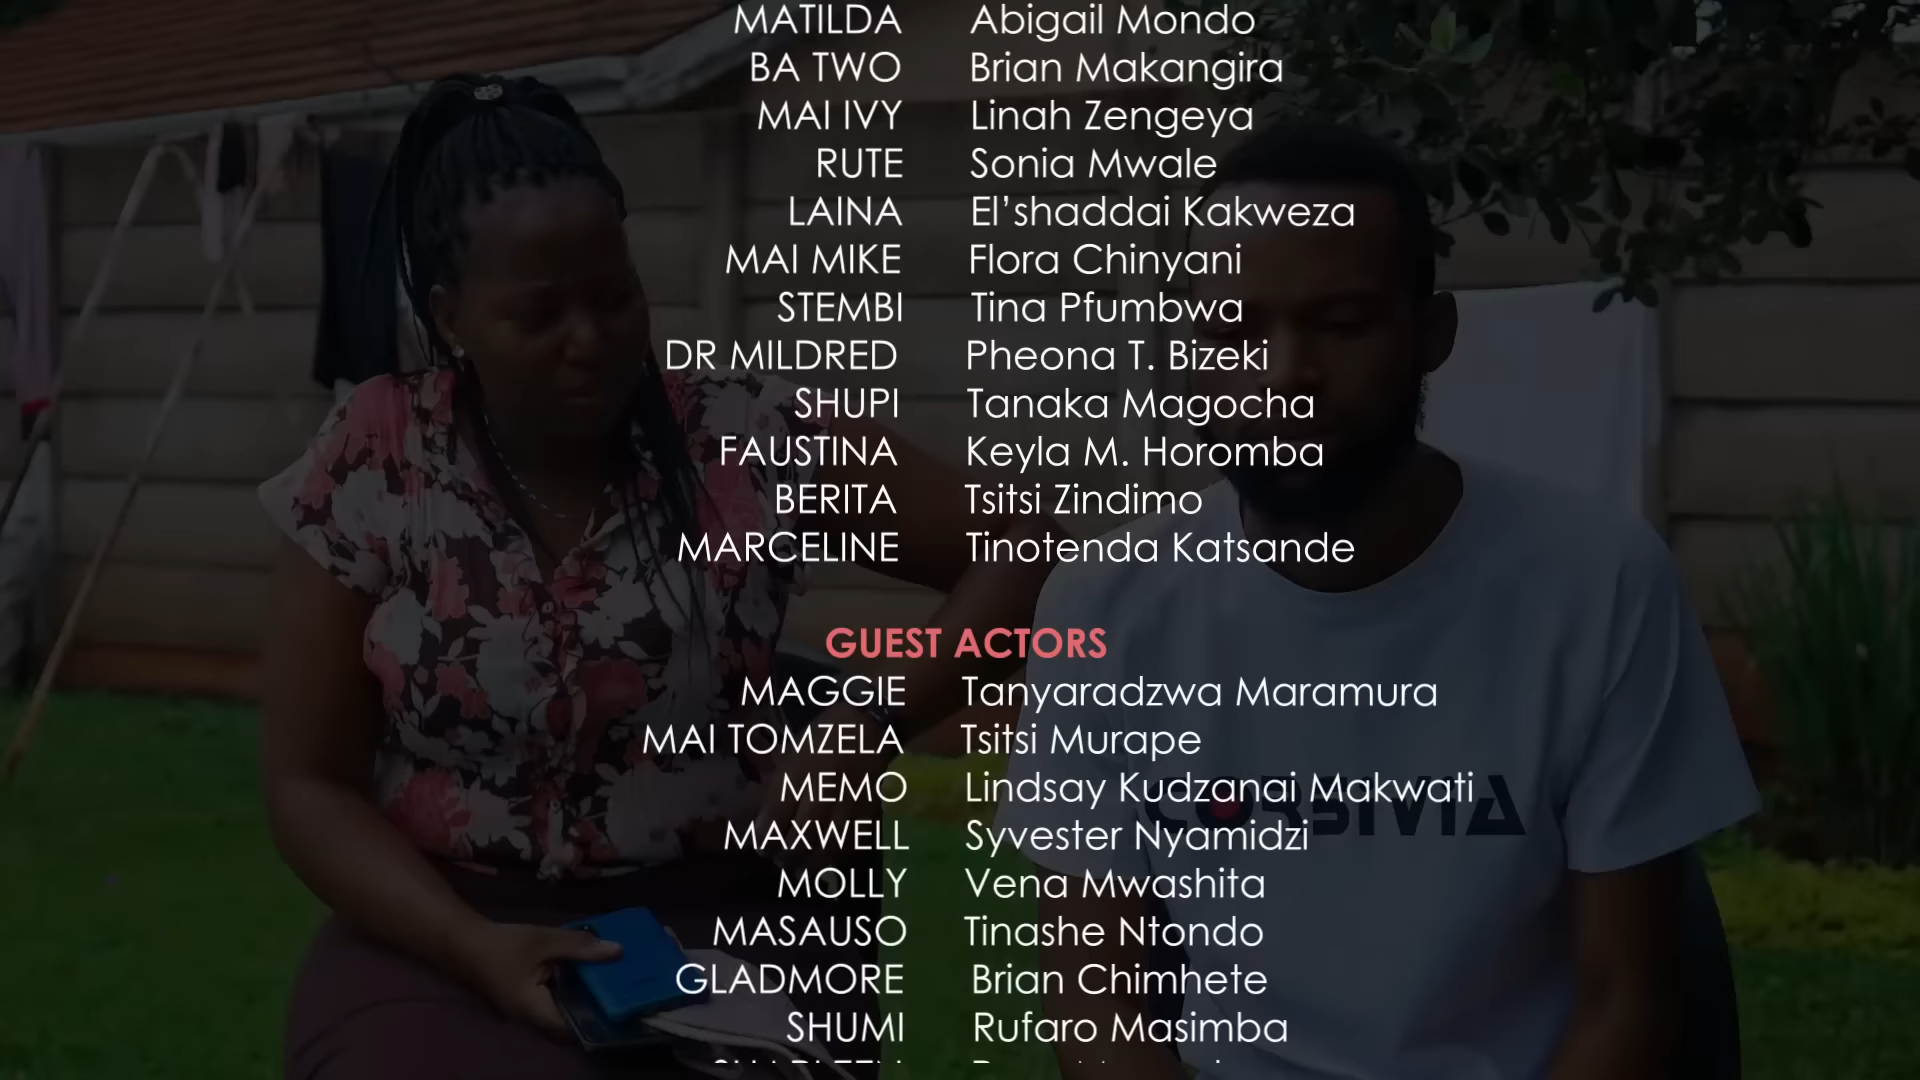 MATILDA Abigail Mondo
BA TWO Brian Makangira
MAI IVY Linah Zengeya
RUTE Sonia Mwale
LAINA El’shaddai Kakweza
MAI MIKE Flora Chinyani
STEMBI Tina Pfumbwa
DR MILDRED Pheona T. Bizeki
SHUPI Tanaka Magocha
FAUSTINA Keyla M. Horomba
BERITA Tsitsi Zindimo
MARCELINE Tinotenda Katsande
GUEST ACTORS
MAGGIE Tanyaradzwa Maramura
MAI TOMZELA Tsitsi Murape
MEMO Lindsay Kudzanai Makwati
MAXWELL Syvester Nyamidzi
MOLLY Vena Mwashita
MASAUSO Tinashe Ntondo
GLADMORE Brian Chimhete
SHUMI Rufaro Masimba